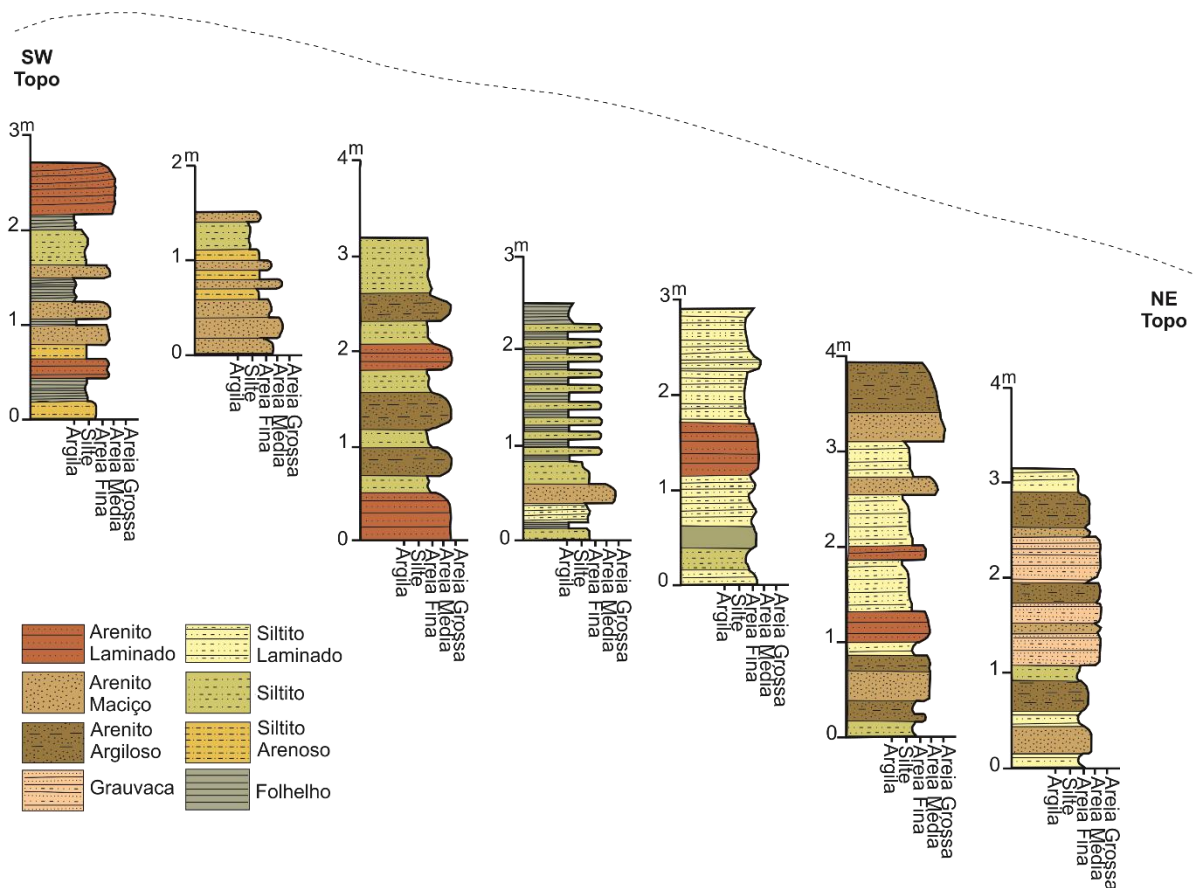 SW
Topo
NE
Topo
3m
2
1
0
Argila
Silte
Areia Fina
Areia Média
Areia Grossa
2m
1
0
Argila
Silte
Areia Fina
Areia Média
Areia Grossa
4m
3
2
1
0
Argila
Silte
Areia Fina
Areia Média
Areia Grossa
3m
2
1
0
Argila
Silte
Areia Fina
Areia Média
Areia Grossa
3m
2
1
0
Argila
Silte
Areia Fina
Areia Média
Areia Grossa
4m
3
2
1
0
Argila
Silte
Areia Fina
Areia Média
Areia Grossa
4m
3
2
1
0
Argila
Silte
Areia Fina
Areia Média
Areia Grossa
Arenito
Laminado
Arenito
Maciço
Arenito
Argiloso
Grauvaca
Siltito
Laminado
Siltito
Siltito
Arenoso
Folhelho